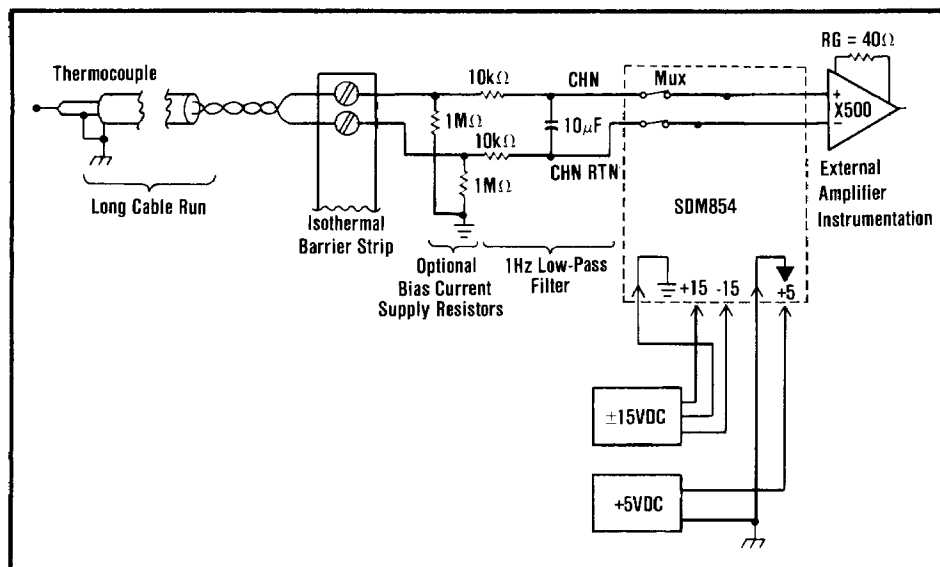 RG = 40Ω
Thermocouple
10kΩ
CHN
Mux
+
X500
−
1MΩ
10µF
10kΩ
CHN RTN
1MΩ
External
Amplifier
Instrumentation
Long Cable Run
SDM854
Isothermal
Barrier Strip
Optional
Bias Current
Supply Resistors
1Hz Low-Pass
Filter
+15
-15
+5
±15VDC
+5VDC